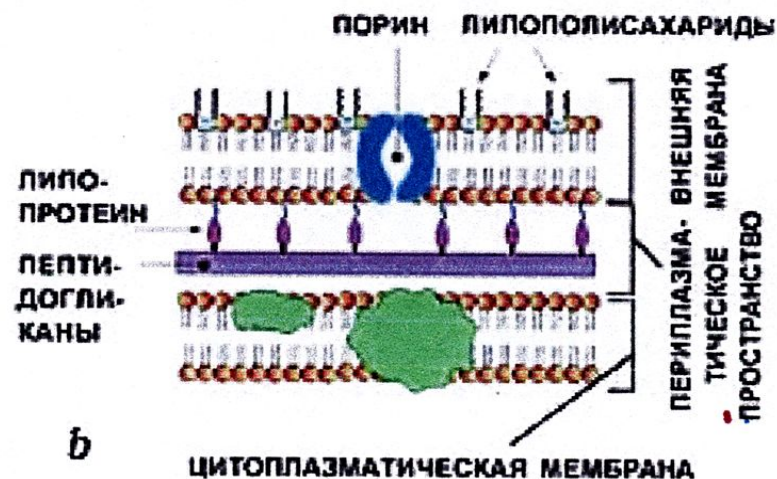 ПОРИН ЛИПОПОЛИСАХАРИДЫ
ЛИПО-
ПРОТЕИН
ПЕПТИ-
ДОГЛИ-
КАНЫ
ВНЕШНЯЯ
МЕМБРАНА
ПЕРИПЛАЗМА-
ТИЧЕСКОЕ
ПРОСТРАНСТВО
b
ЦИТОПЛАЗМАТИЧЕСКАЯ МЕМБРАНА